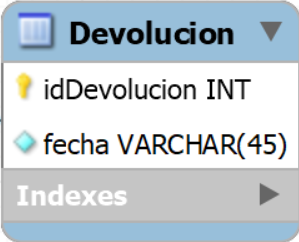 Devolucion
idDevolucion INT
fecha VARCHAR(45)
Indexes